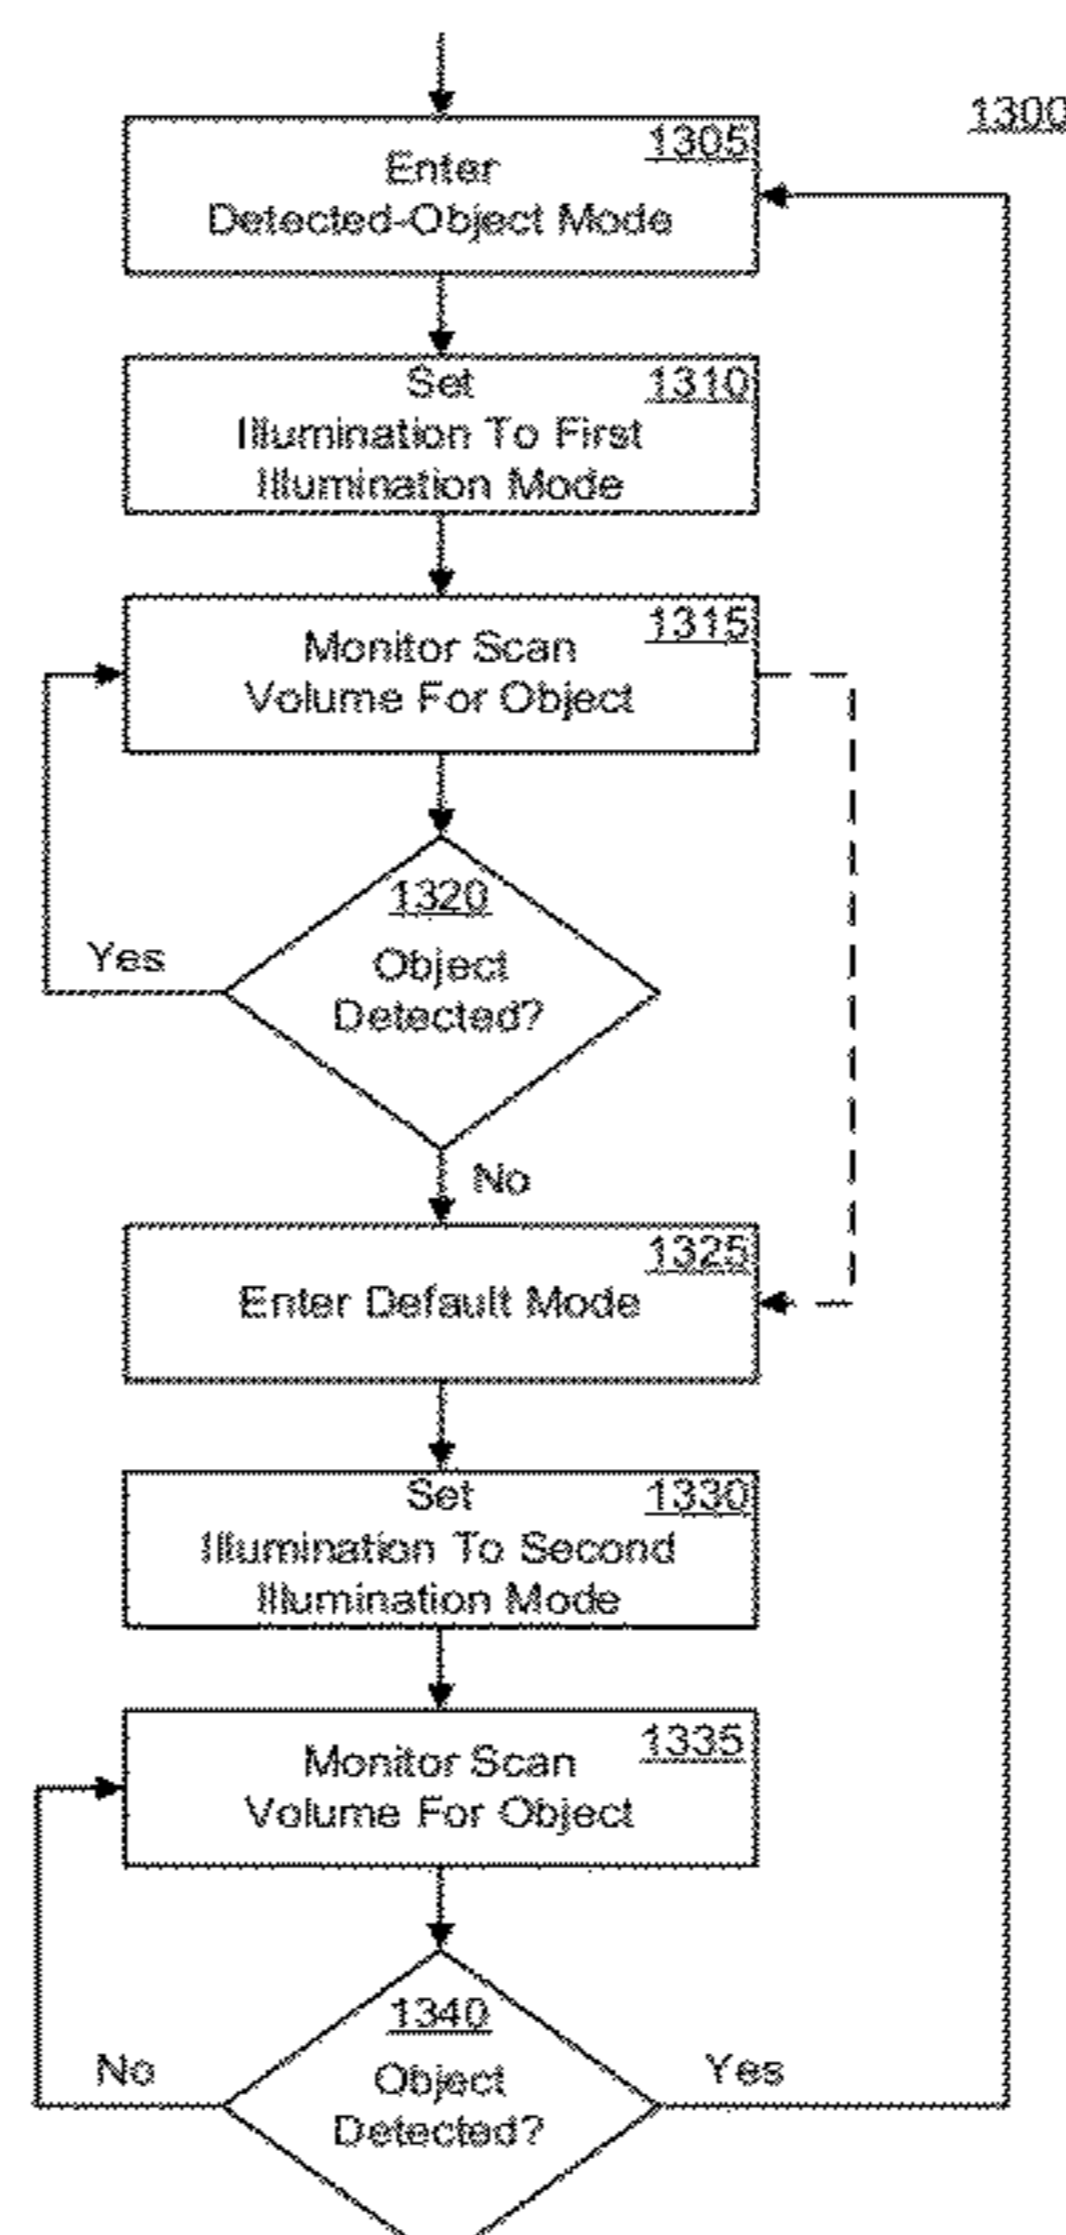 1300
1305
Enter
Detected-Object Mode
1310
Set
Illumination To First
Illumination Mode
1315
Monitor Scan
Volume For Object
1320
Object
Detected?
Yes
No
1325
Enter Default Mode
1330
Set
Illumination To Second
Illumination Mode
1335
Monitor Scan
Volume For Object
1340
Object
Detected?
No
Yes